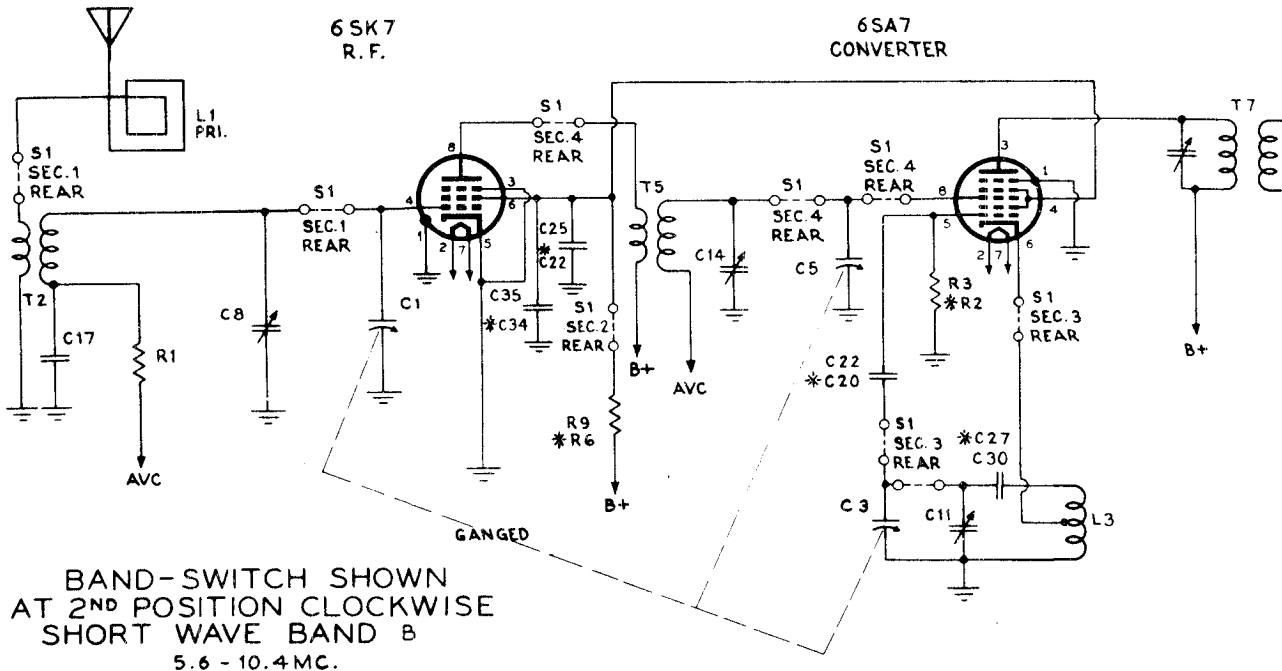 6SK7
R.F.
6SA7
CONVERTER
L1
PRI.
S1
SEC.1
REAR
T2
C17
R1
AVC
C8
S1
SEC.1
REAR
C1
4
1
8
3
6
2
7
5
S1
SEC.4
REAR
C25
※C22
C35
※C34
S1
SEC.2
REAR
R9
※R6
B+
T5
B+
AVC
C14
S1
SEC.4
REAR
C5
S1
SEC.4
REAR
8
5
3
1
4
2
7
6
R3
※R2
C22
※C20
S1
SEC.3
REAR
S1
SEC.3
REAR
※C27
C30
C3
C11
L3
T7
B+
GANGED
BAND-SWITCH SHOWN
AT 2ND POSITION CLOCKWISE
SHORT WAVE BAND B
5.6 - 10.4 MC.